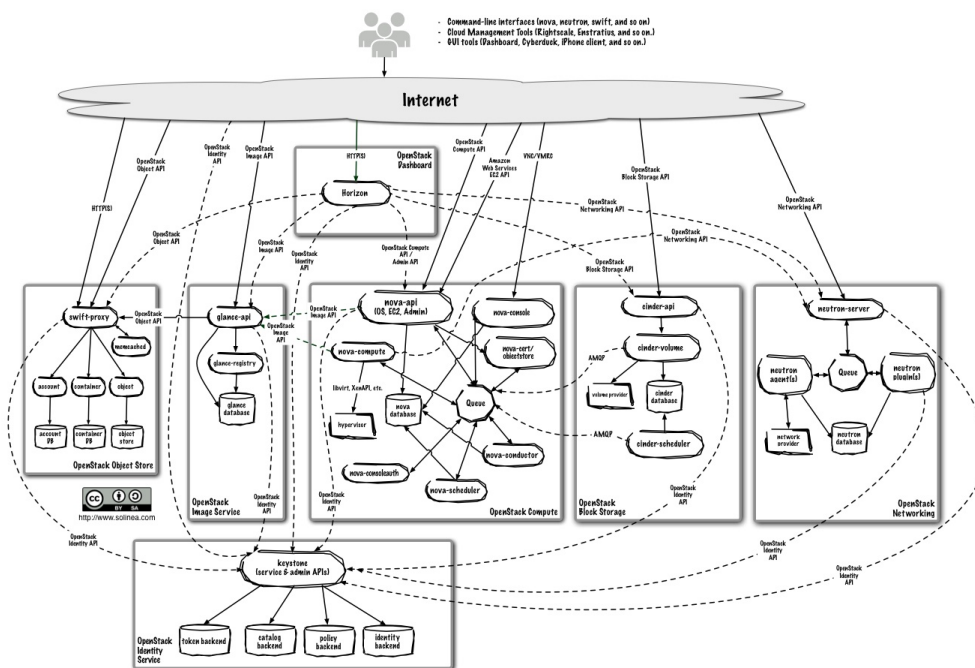 - Command-line interfaces (nova, neutron, swift, and so on)
- Cloud Management Tools (Rightscale, Enstratius, and so on.)
- GUI tools (Dashboard, Cyberduck, iPhone client, and so on.)
Internet
HTTP(S)
OpenStack
Object API
OpenStack
Identity
API
OpenStack
Image API
HTTP(S)
OpenStack
Dashboard
Horizon
OpenStack
Compute API
Amazon
Web Services
EC2 API
VNC/VMRC
OpenStack
Block Storage API
OpenStack
Networking API
OpenStack
Networking API
OpenStack
Object API
OpenStack
Image API
OpenStack
Identity
API
OpenStack Compute
API /
Admin API
OpenStack
Block Storage API
OpenStack
Networking API
swift-proxy
memcached
account
container
object
account
DB
container
DB
object
store
OpenStack Object Store
OpenStack
Object API
glance-api
glance-registry
glance
database
OpenStack
Image Service
OpenStack
Image API
OpenStack
Image API
nova-api
(OS, EC2, Admin)
nova-console
nova-cert/
objectstore
nova-compute
libvirt, XenAPI, etc.
hypervisor
nova
database
Queue
nova-conductor
nova-consoleauth
nova-scheduler
OpenStack Compute
cinder-api
cinder-volume
volume provider
cinder
database
cinder-scheduler
AMQP
AMQP
OpenStack
Block Storage
neutron-server
neutron
agent(s)
Queue
neutron
plugin(s)
network
provider
neutron
database
OpenStack
Networking
CC BY SA
http://www.solinea.com
OpenStack
Identity
API
OpenStack
Identity
API
OpenStack
Identity
API
OpenStack
Identity
API
OpenStack
Identity
API
OpenStack
Identity
API
keystone
(service & admin APIs)
token backend
catalog
backend
policy
backend
identity
backend
OpenStack
Identity
Service